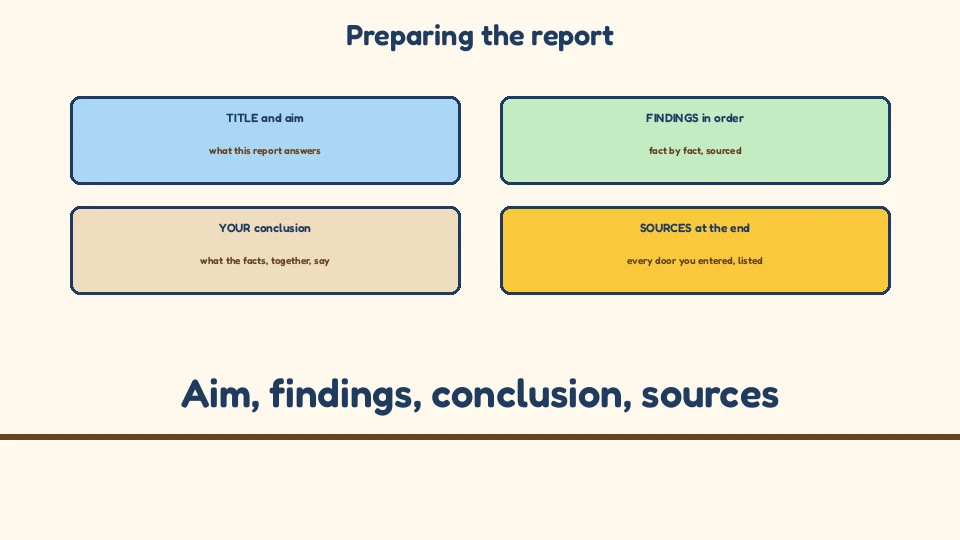 Preparing the report
TITLE and aim
what this report answers
FINDINGS in order
fact by fact, sourced
YOUR conclusion
what the facts, together, say
SOURCES at the end
every door you entered, listed
Aim, findings, conclusion, sources